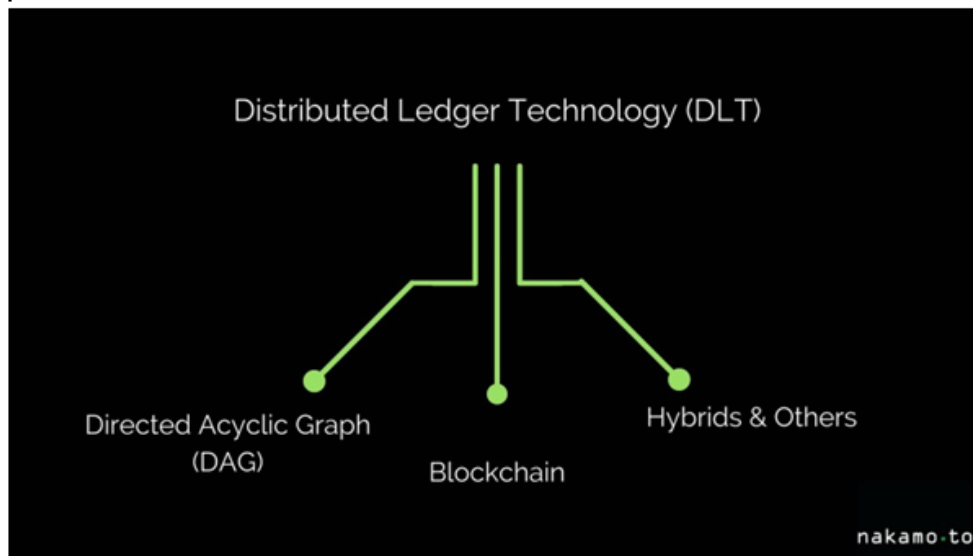 Distributed Ledger Technology (DLT)
Directed Acyclic Graph
(DAG)
Blockchain
Hybrids & Others
nakamo.to